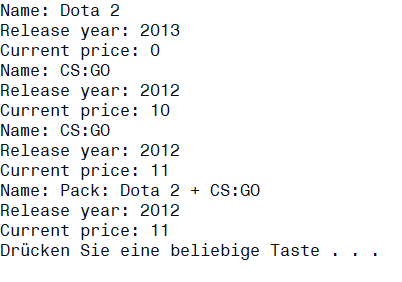 Name: Dota 2
Release year: 2013
Current price: 0
Name: CS:GO
Release year: 2012
Current price: 10
Name: CS:GO
Release year: 2012
Current price: 11
Name: Pack: Dota 2 + CS:GO
Release year: 2012
Current price: 11
Drücken Sie eine beliebige Taste . . .